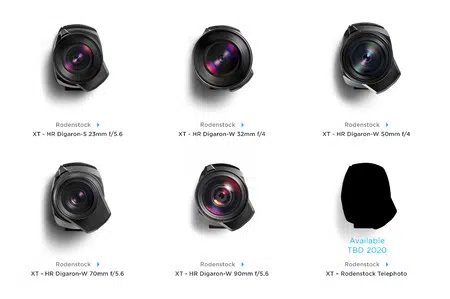 Rodenstock
XT - HR Digaron-S 23mm f/5.6
Rodenstock
XT - HR Digaron-W 32mm f/4
Rodenstock
XT - HR Digaron-W 50mm f/4
Rodenstock
XT - HR Digaron-W 70mm f/5.6
Rodenstock
XT - HR Digaron-W 90mm f/5.6
Available
TBD 2020
Rodenstock
XT - Rodenstock Telephoto